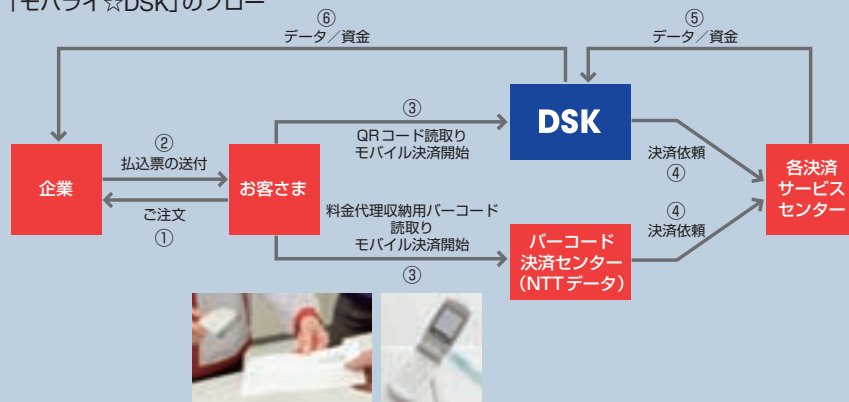 「モバライ☆DSK」のフロー
⑥
データ／資金
⑤
データ／資金
③
QRコード読取り
モバイル決済開始
DSK
②
払込票の送付
企業
お客さま
ご注文
①
決済依頼
④
各決済
サービス
センター
料金代理収納用バーコード
読取り
モバイル決済開始
③
④
決済依頼
バーコード
決済センター
（NTTデータ）